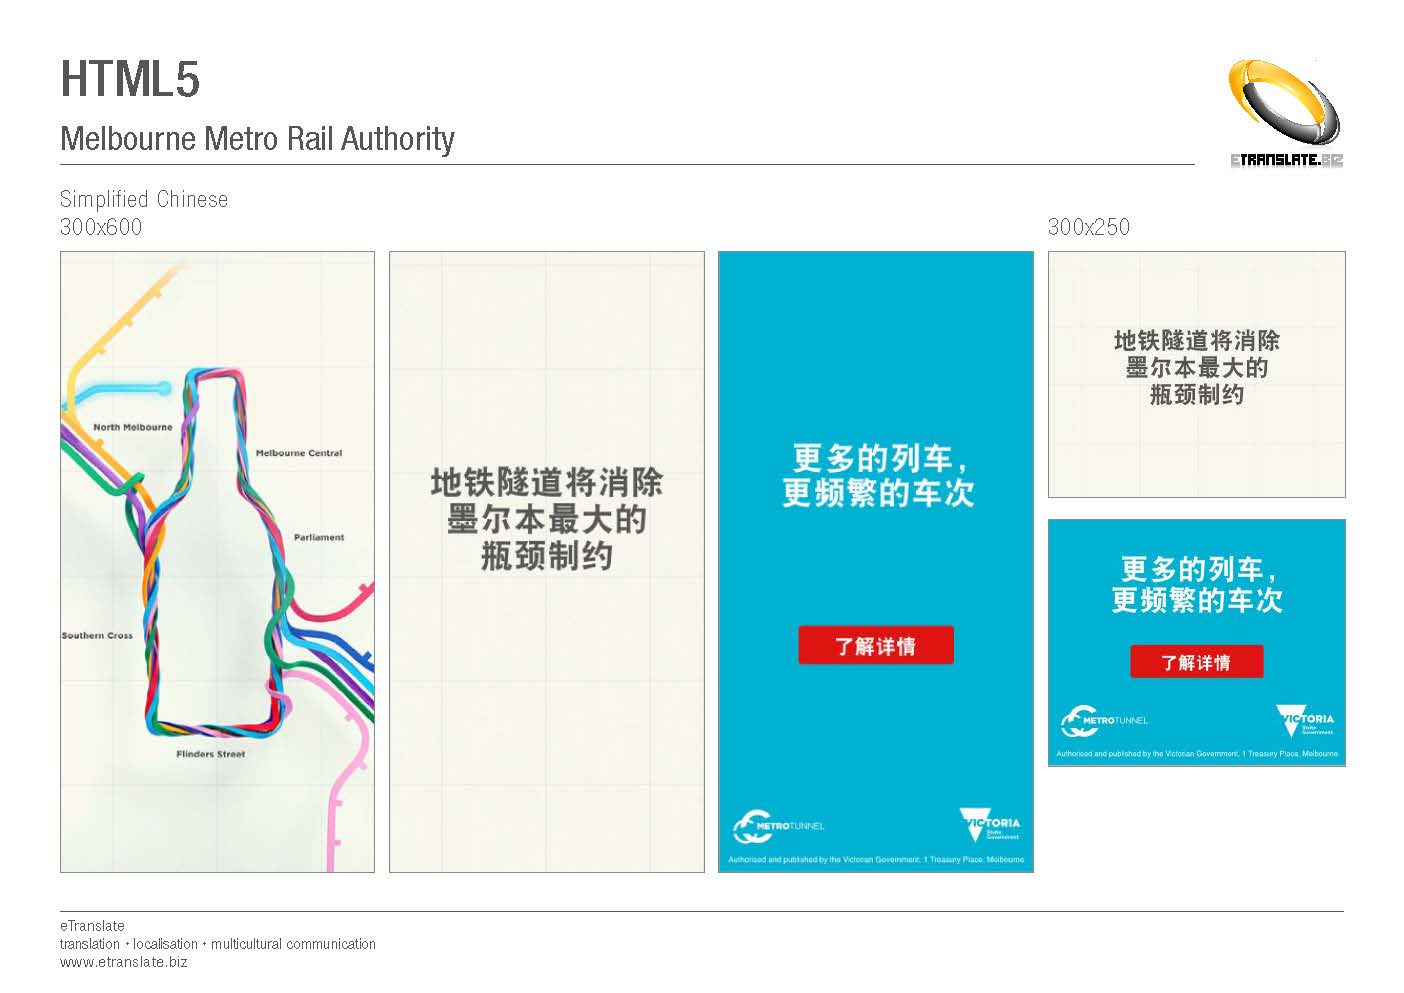 HTML5
Melbourne Metro Rail Authority
ETRANSLATE.BIZ
Simplified Chinese
300x600
300x250
North Melbourne
Melbourne Central
Parliament
Southern Cross
Flinders Street
地铁隧道将消除
墨尔本最大的
瓶颈制约
更多的列车，
更频繁的车次
了解详情
METROTUNNEL
VICTORIA
State
Government
Authorised and published by the Victorian Government, 1 Treasury Place, Melbourne
地铁隧道将消除
墨尔本最大的
瓶颈制约
更多的列车，
更频繁的车次
了解详情
METROTUNNEL
VICTORIA
State
Government
Authorised and published by the Victorian Government, 1 Treasury Place, Melbourne
eTranslate
translation • localisation • multicultural communication
www.etranslate.biz